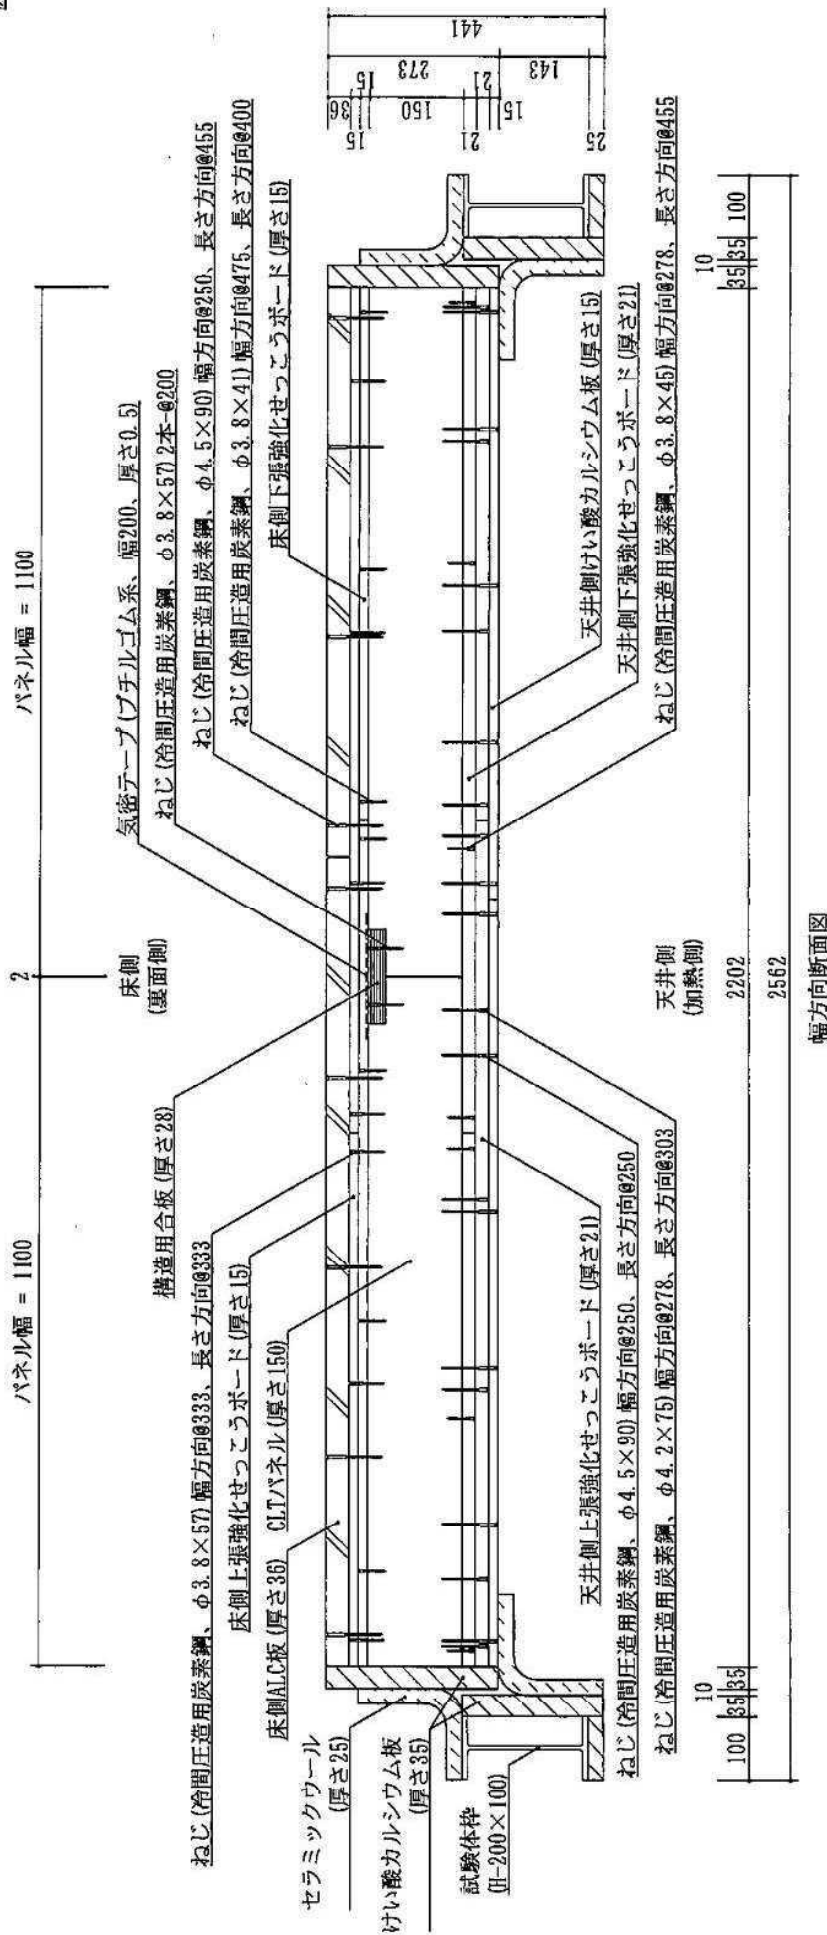 パネル幅 = 1100
2
パネル幅 = 1100
床側
(裏面側)
気密テープ(ブチルゴム系、幅200、厚さ0.5)
ねじ(冷間圧造用炭素鋼、φ3.8×57)2本-@200
ねじ(冷間圧造用炭素鋼、φ4.5×90)幅方向@250、長さ方向@455
ねじ(冷間圧造用炭素鋼、φ3.8×41)幅方向@475、長さ方向@400
床側下張強化せっこうボード(厚さ15)
構造用合板(厚さ28)
ねじ(冷間圧造用炭素鋼、φ3.8×57)幅方向@333、長さ方向@333
床側上張強化せっこうボード(厚さ15)
床側ALC板(厚さ36)
CLTパネル(厚さ150)
セラミックウール
(厚さ25)
けい酸カルシウム板
(厚さ35)
試験体枠
(H-200×100)
36
15
15
150
21
21
15
273
143
25
441
天井側けい酸カルシウム板(厚さ15)
天井側下張強化せっこうボード(厚さ21)
ねじ(冷間圧造用炭素鋼、φ3.8×45)幅方向@278、長さ方向@455
天井側上張強化せっこうボード(厚さ21)
ねじ(冷間圧造用炭素鋼、φ4.5×90)幅方向@250、長さ方向@250
ねじ(冷間圧造用炭素鋼、φ4.2×75)幅方向@278、長さ方向@303
天井側
(加熱側)
100
35
10
35
2202
35
10
35
100
2562
幅方向断面図